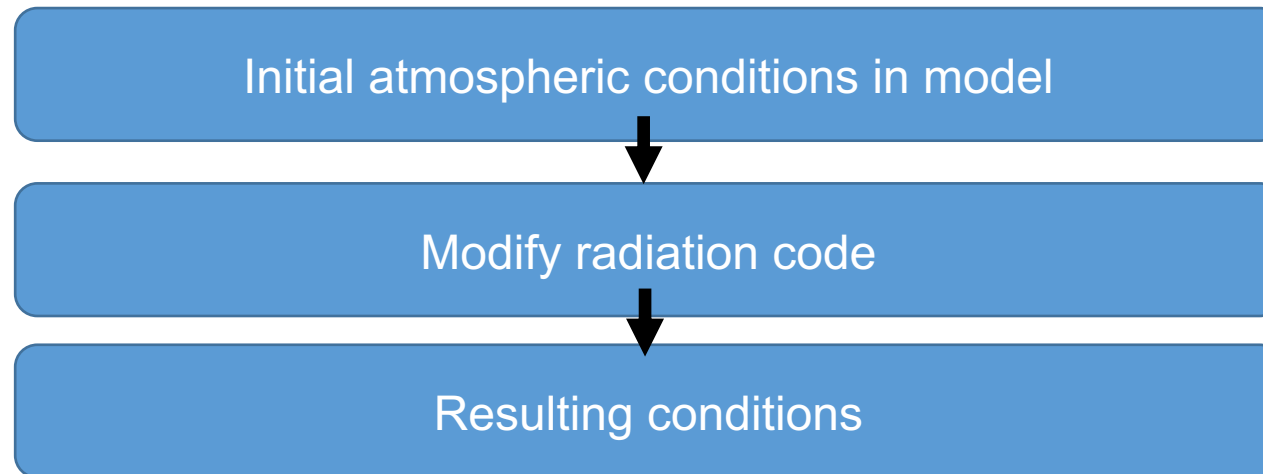 Initial atmospheric conditions in model
Modify radiation code
Resulting conditions